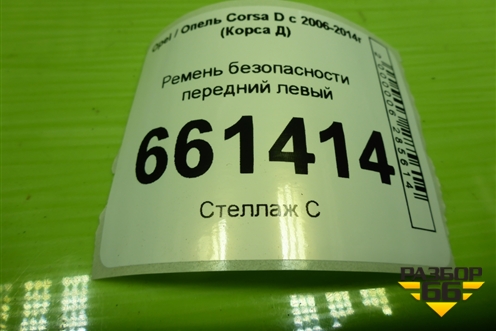 Opel / Опель Corsa D с 2006-2014г
(Корса Д)
Ремень безопасности
передний левый
661414
Стеллаж С
РАЗБОР
66